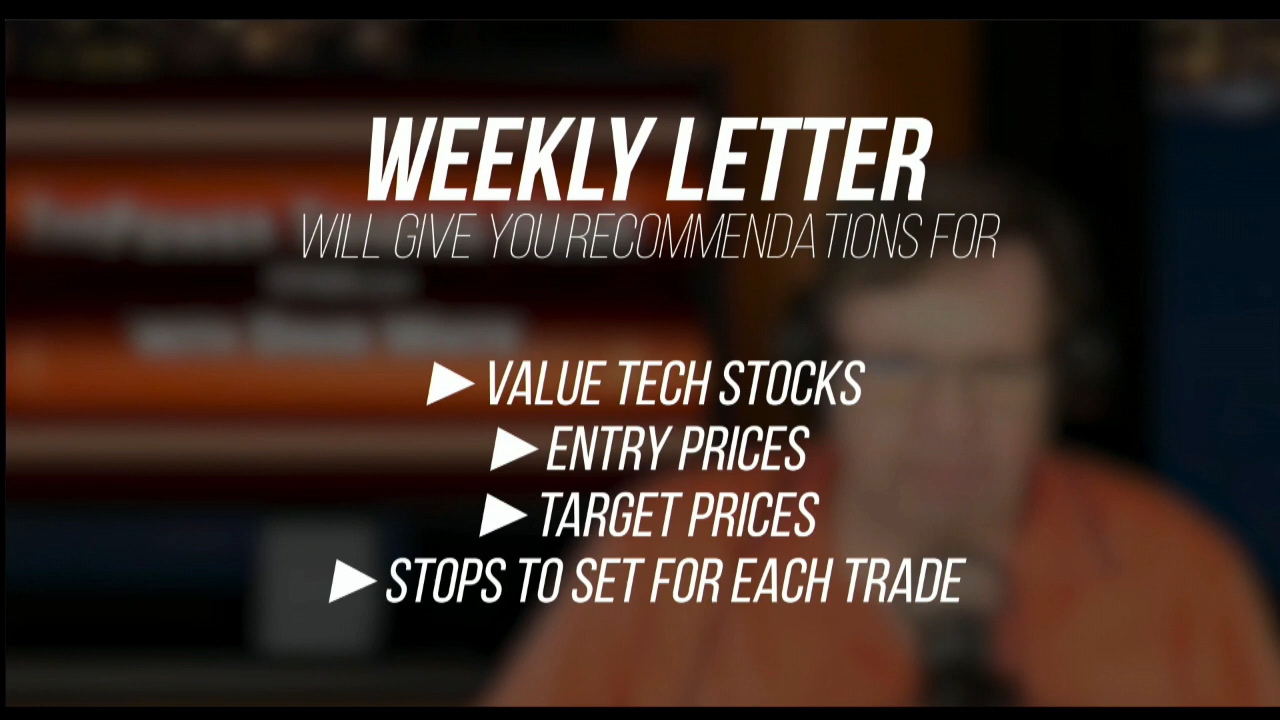 WEEKLY LETTER
WILL GIVE YOU RECOMMENDATIONS FOR
▶ VALUE TECH STOCKS
▶ ENTRY PRICES
▶ TARGET PRICES
▶ STOPS TO SET FOR EACH TRADE